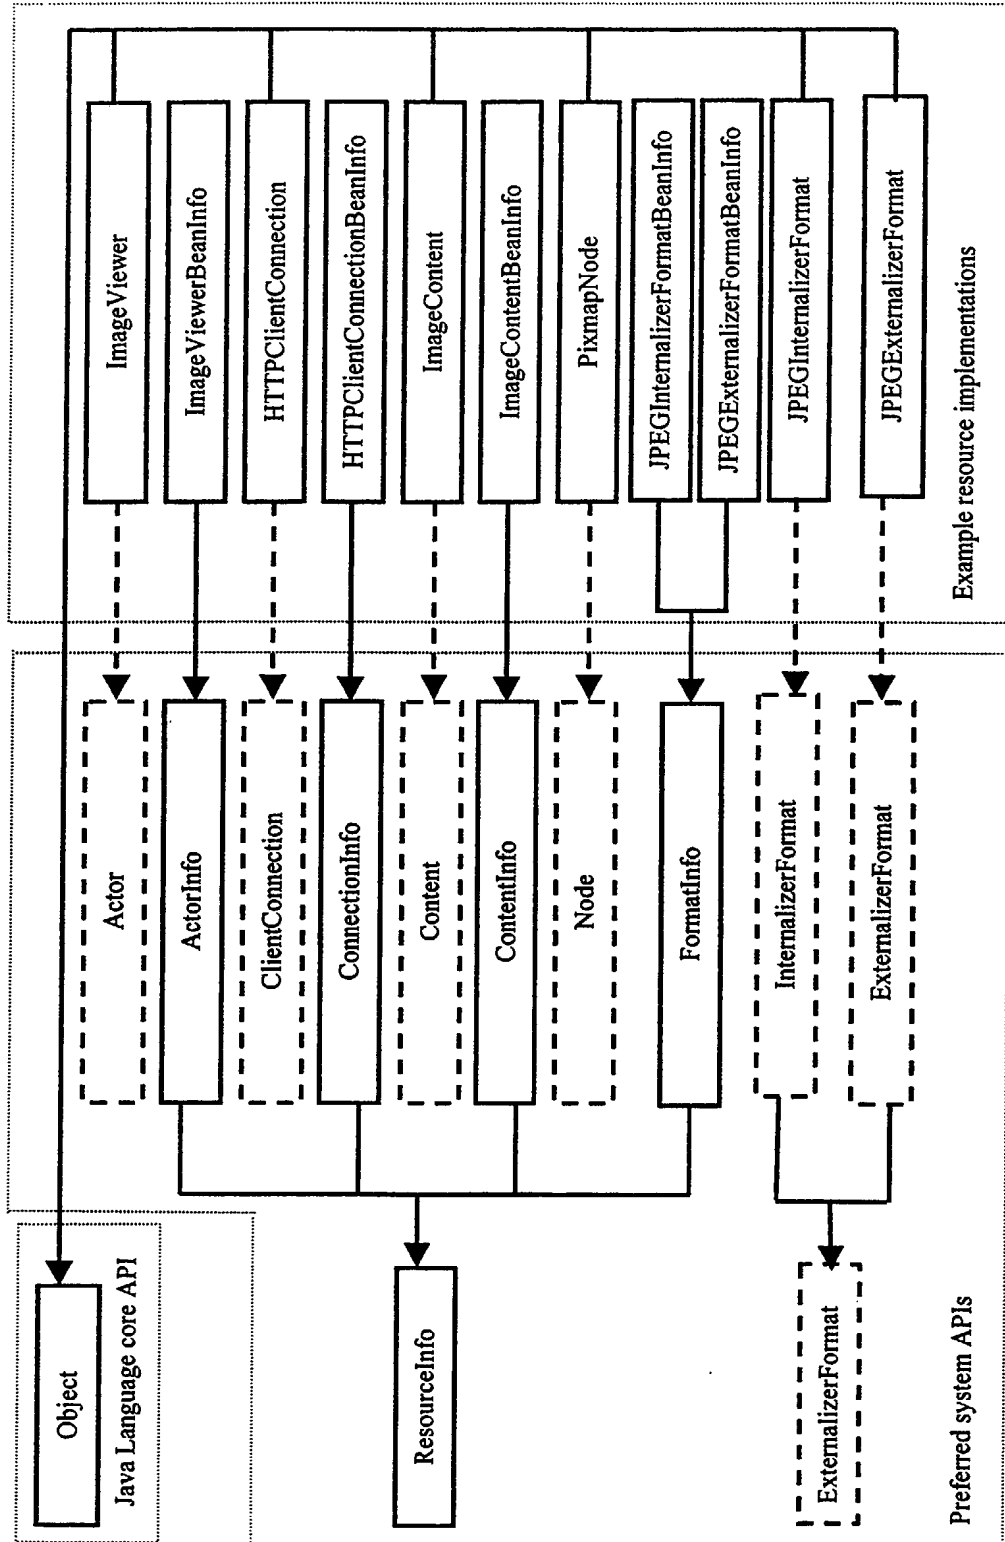 Object
Java Language core API
ResourceInfo
ExternalizerFormat
Preferred system APIs
Actor
ActorInfo
ClientConnection
ConnectionInfo
Content
ContentInfo
Node
FormatInfo
InternalizerFormat
ExternalizerFormat
ImageViewer
ImageViewerBeanInfo
HTTPClientConnection
HTTPClientConnectionBeanInfo
ImageContent
ImageContentBeanInfo
PixmapNode
JPEGInternalizerFormatBeanInfo
JPEGExternalizerFormatBeanInfo
JPEGInternalizerFormat
JPEGExternalizerFormat
Example resource implementations